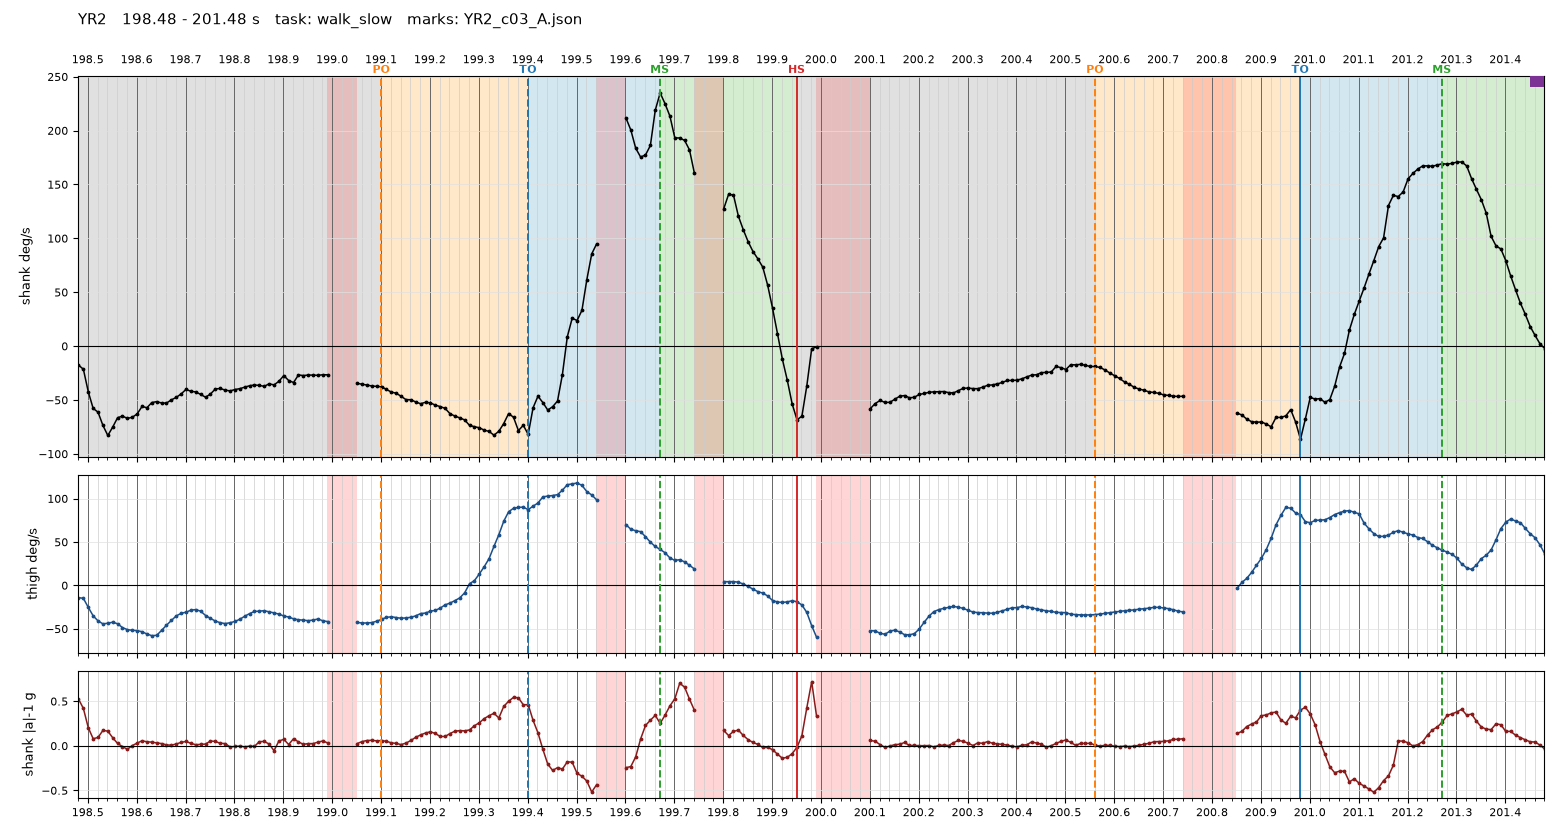 YR2   198.48 - 201.48 s   task: walk_slow   marks: YR2_c03_A.json
198.5 198.6 198.7 198.8 198.9 199.0 199.1 199.2 199.3 199.4 199.5 199.6 199.7 199.8 199.9 200.0 200.1 200.2 200.3 200.4 200.5 200.6 200.7 200.8 200.9 201.0 201.1 201.2 201.3 201.4
PO TO MS HS PO TO MS
250
200
150
100
50
0
−50
−100
shank deg/s
100
50
0
−50
thigh deg/s
0.5
0.0
−0.5
shank |a|-1 g
198.5 198.6 198.7 198.8 198.9 199.0 199.1 199.2 199.3 199.4 199.5 199.6 199.7 199.8 199.9 200.0 200.1 200.2 200.3 200.4 200.5 200.6 200.7 200.8 200.9 201.0 201.1 201.2 201.3 201.4